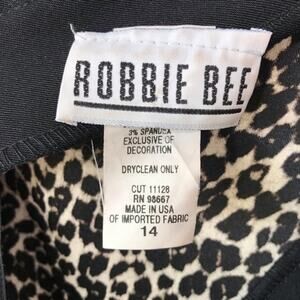 ROBBIE BEE
3% SPANDEX
EXCLUSIVE OF
DECORATION
DRYCLEAN ONLY
CUT 11128
RN 98667
MADE IN USA
OF IMPORTED FABRIC
14